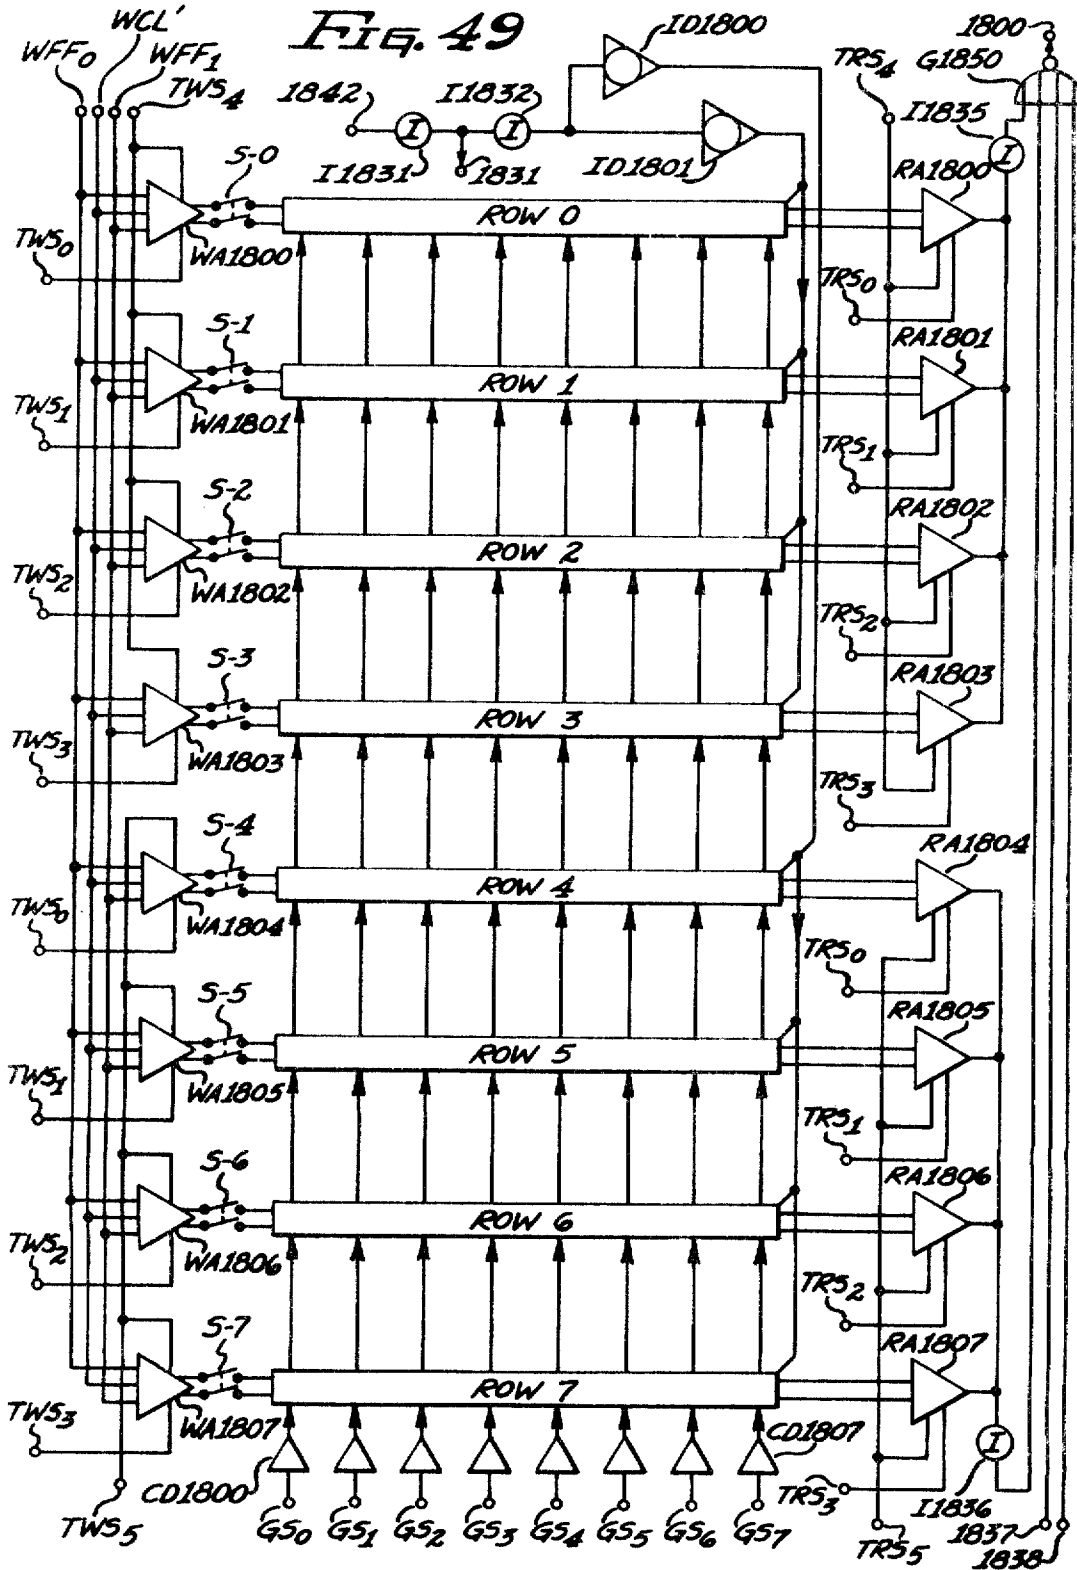 FIG. 49
WCL'
WFF0
WFF1
TWS4
1842
I1832
ID1800
TRS4
1800
G1850
I1831
1831
ID1801
I1835
S-0
RA1800
ROW 0
TWS0
WA1800
TRS0
S-1
RA1801
ROW 1
TWS1
WA1801
TRS1
S-2
RA1802
ROW 2
TWS2
WA1802
TRS2
S-3
RA1803
ROW 3
TWS3
WA1803
TRS3
S-4
RA1804
ROW 4
TWS0
WA1804
TRS0
S-5
RA1805
ROW 5
TWS1
WA1805
TRS1
S-6
RA1806
ROW 6
TWS2
WA1806
TRS2
S-7
RA1807
ROW 7
TWS3
WA1807
CD1807
CD1800
TRS3
I1836
TWS5
GS0 GS1 GS2 GS3 GS4 GS5 GS6 GS7
TRS5
1837
1838
I
I
I
I